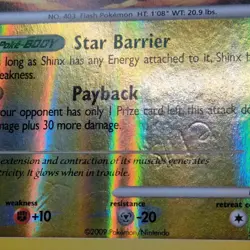 NO. 403 Flash Pokémon HT: 1'08" WT: 20.9 lbs.
Poké-BODY Star Barrier
s long as Shinx has any Energy attached to it, Shinx h
eakness.
Payback
our opponent has only 1 Prize card left, this attack do
mage plus 30 more damage.
extension and contraction of its muscles generates
tricity. It glows when in trouble.
weakness resistance retreat co
+10 -20
©2009 Pokémon/Nintendo